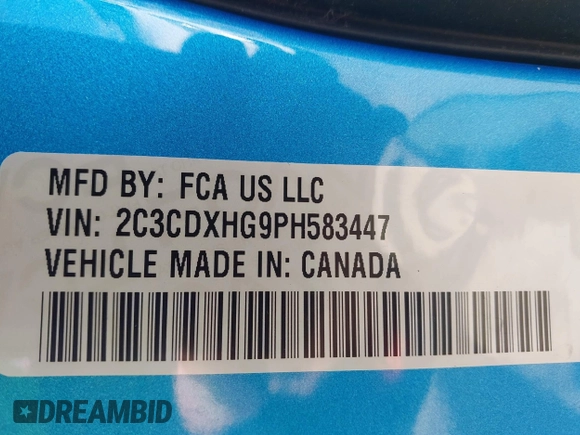 MFD BY: FCA US LLC
VIN: 2C3CDXHG9PH583447
VEHICLE MADE IN: CANADA
DREAMBID